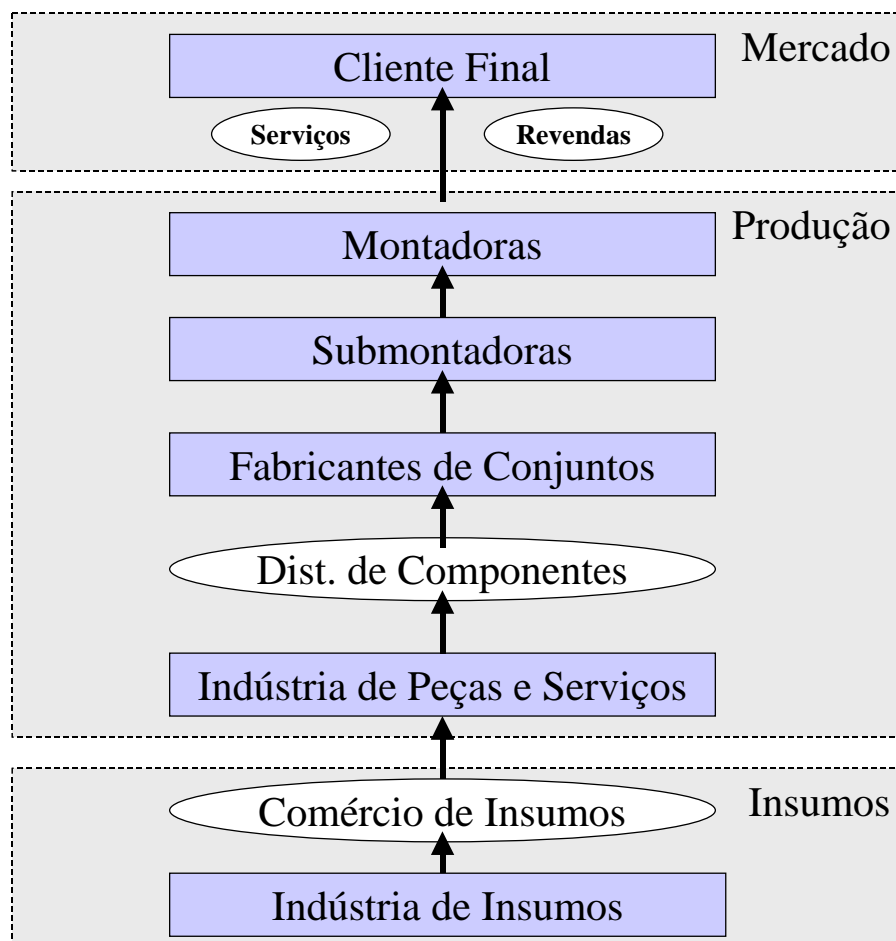 Mercado
Cliente Final
Serviços
Revendas
Produção
Montadoras
Submontadoras
Fabricantes de Conjuntos
Dist. de Componentes
Indústria de Peças e Serviços
Insumos
Comércio de Insumos
Indústria de Insumos